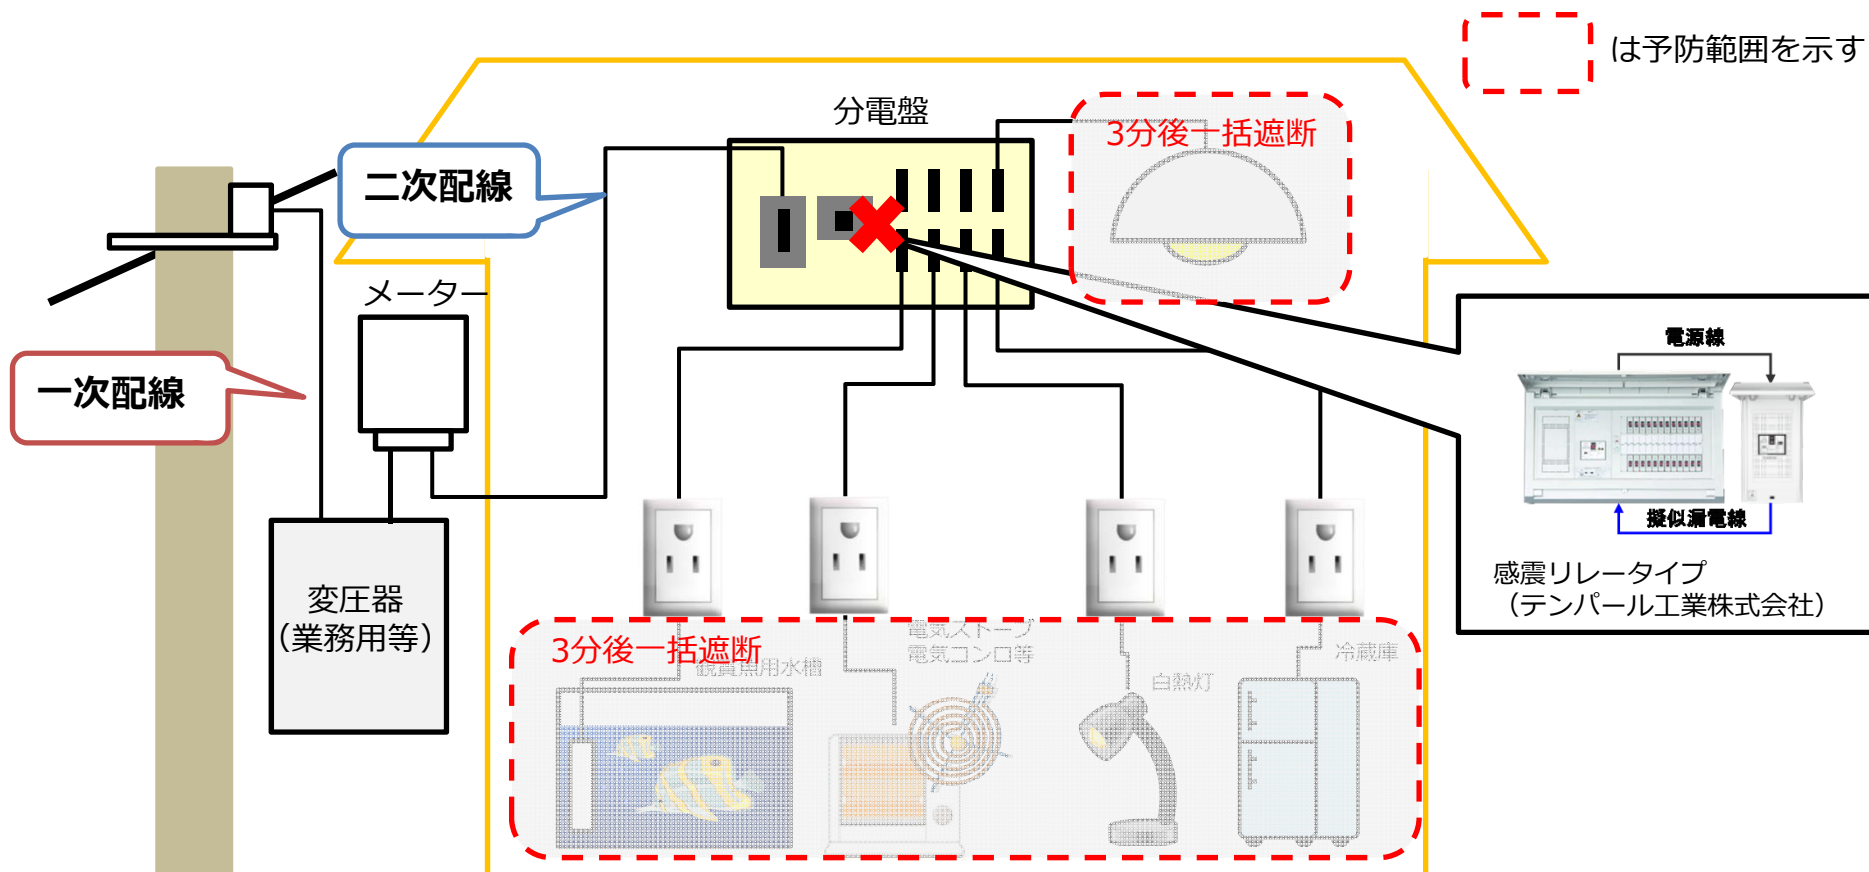 は予防範囲を示す
分電盤
3分後一括遮断
二次配線
メーター
一次配線
電源線
擬似漏電線
感震リレータイプ
（テンパール工業株式会社）
変圧器
（業務用等）
3分後一括遮断
観賞魚用水槽
電気ストーブ
電気コンロ等
白熱灯
冷蔵庫